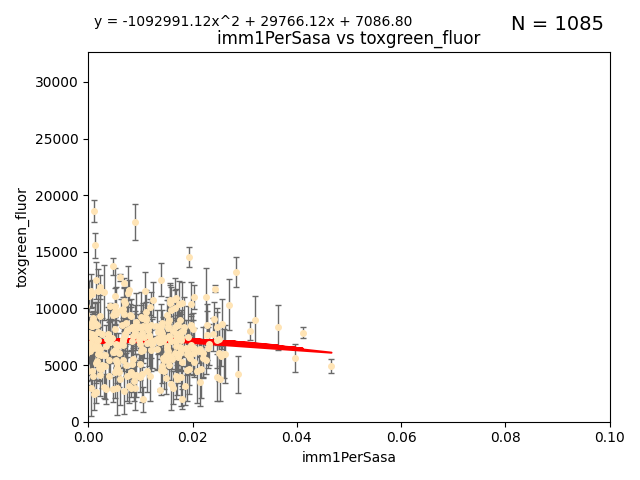 y = -1092991.12x^2 + 29766.12x + 7086.80
N = 1085
imm1PerSasa vs toxgreen_fluor
30000
25000
20000
15000
10000
5000
0
toxgreen_fluor
0.00 0.02 0.04 0.06 0.08 0.10
imm1PerSasa